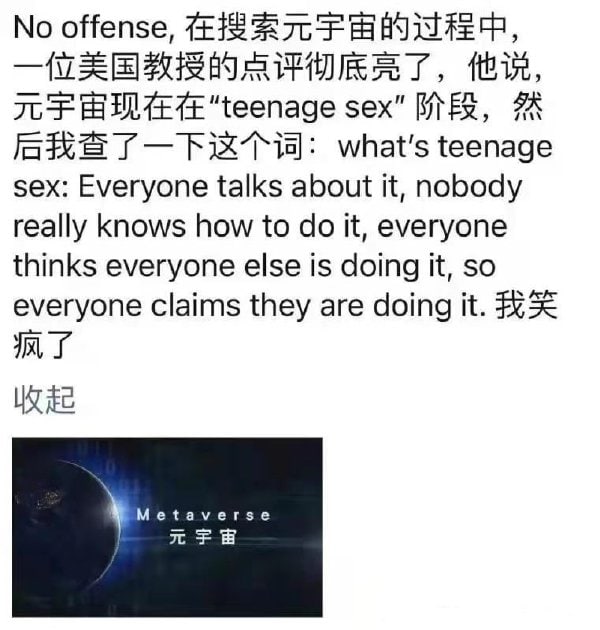 No offense, 在搜索元宇宙的过程中，
一位美国教授的点评彻底亮了，他说，
元宇宙现在在“teenage sex” 阶段，然
后我查了一下这个词：what’s teenage
sex: Everyone talks about it, nobody
really knows how to do it, everyone
thinks everyone else is doing it, so
everyone claims they are doing it. 我笑
疯了
收起
Metaverse
元宇宙